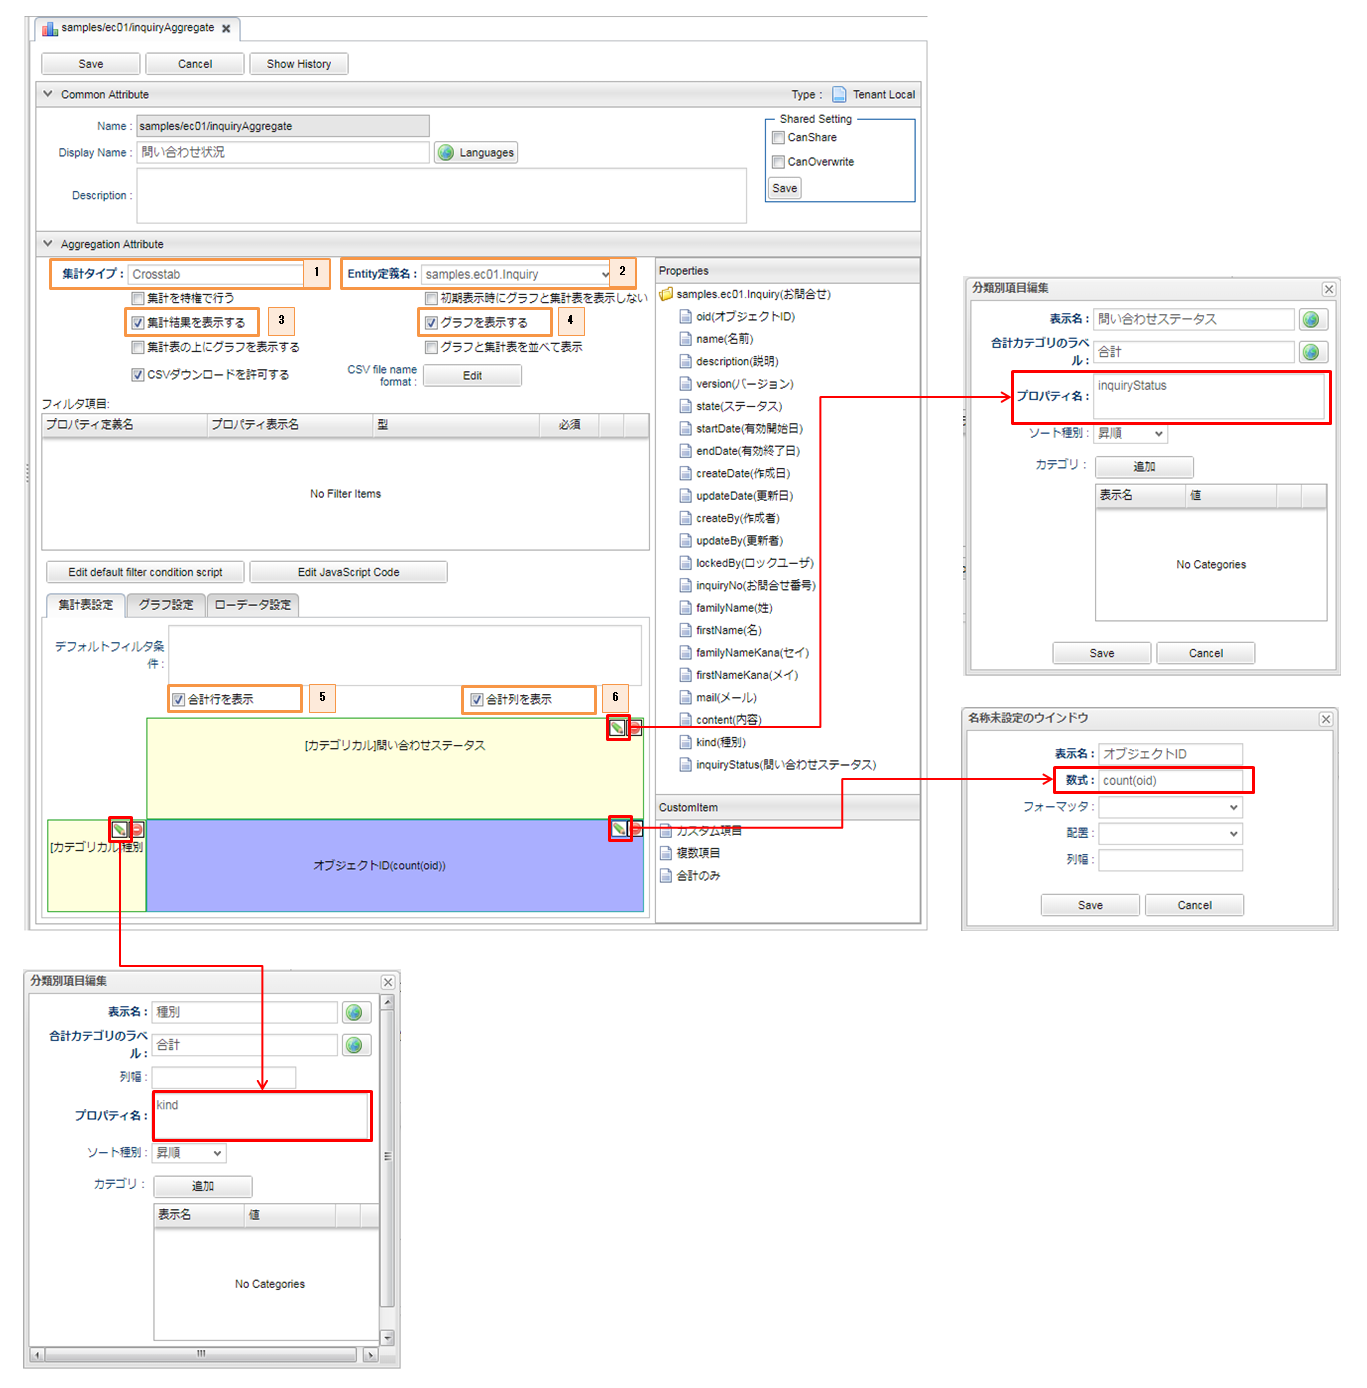 samples/ec01/inquiryAggregate
Save Cancel Show History
Common Attribute Type : Tenant Local
Name : samples/ec01/inquiryAggregate
Display Name : 問い合わせ状況 Languages
Description :
Shared Setting
CanShare
CanOverwrite
Save
Aggregation Attribute
集計タイプ : Crosstab 1 Entity定義名 : samples.ec01.Inquiry 2
集計を特権で行う 初期表示時にグラフと集計表を表示しない
集計結果を表示する 3 グラフを表示する 4
集計表の上にグラフを表示する グラフと集計表を並べて表示
CSVダウンロードを許可する CSV file name format : Edit
フィルタ項目:
プロパティ定義名 プロパティ表示名 型 必須
No Filter Items
Edit default filter condition script Edit JavaScript Code
集計表設定 グラフ設定 ローデータ設定
デフォルトフィルタ条件 :
合計行を表示 5 合計列を表示 6
[カテゴリカル]問い合わせステータス
[カテゴリカル]種別
オブジェクトID(count(oid))
Properties
samples.ec01.Inquiry(お問合せ)
oid(オブジェクトID)
name(名前)
description(説明)
version(バージョン)
state(ステータス)
startDate(有効開始日)
endDate(有効終了日)
createDate(作成日)
updateDate(更新日)
createBy(作成者)
updateBy(更新者)
lockedBy(ロックユーザ)
inquiryNo(お問合せ番号)
familyName(姓)
firstName(名)
familyNameKana(セイ)
firstNameKana(メイ)
mail(メール)
content(内容)
kind(種別)
inquiryStatus(問い合わせステータス)
CustomItem
カスタム項目
複数項目
合計のみ
分類別項目編集
表示名 : 問い合わせステータス
合計カテゴリのラベル : 合計
プロパティ名 : inquiryStatus
ソート種別 : 昇順
カテゴリ : 追加
表示名 値
No Categories
Save Cancel
名称未設定のウインドウ
表示名 : オブジェクトID
数式 : count(oid)
フォーマッタ :
配置 :
列幅 :
Save Cancel
分類別項目編集
表示名 : 種別
合計カテゴリのラベル : 合計
列幅 :
プロパティ名 : kind
ソート種別 : 昇順
カテゴリ : 追加
表示名 値
No Categories